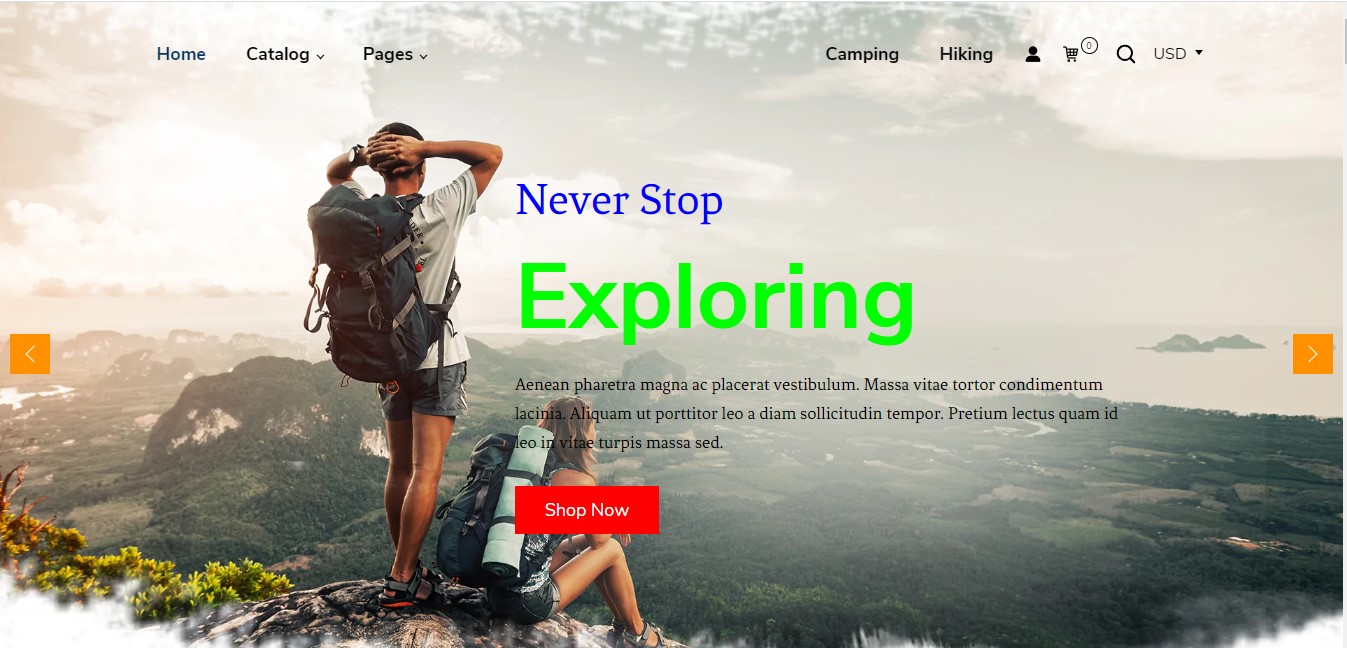 Home
Catalog
Pages
Camping
Hiking
0
USD
Never Stop
Exploring
Aenean pharetra magna ac placerat vestibulum. Massa vitae tortor condimentum
lacinia. Aliquam ut porttitor leo a diam sollicitudin tempor. Pretium lectus quam id
leo in vitae turpis massa sed.
Shop Now